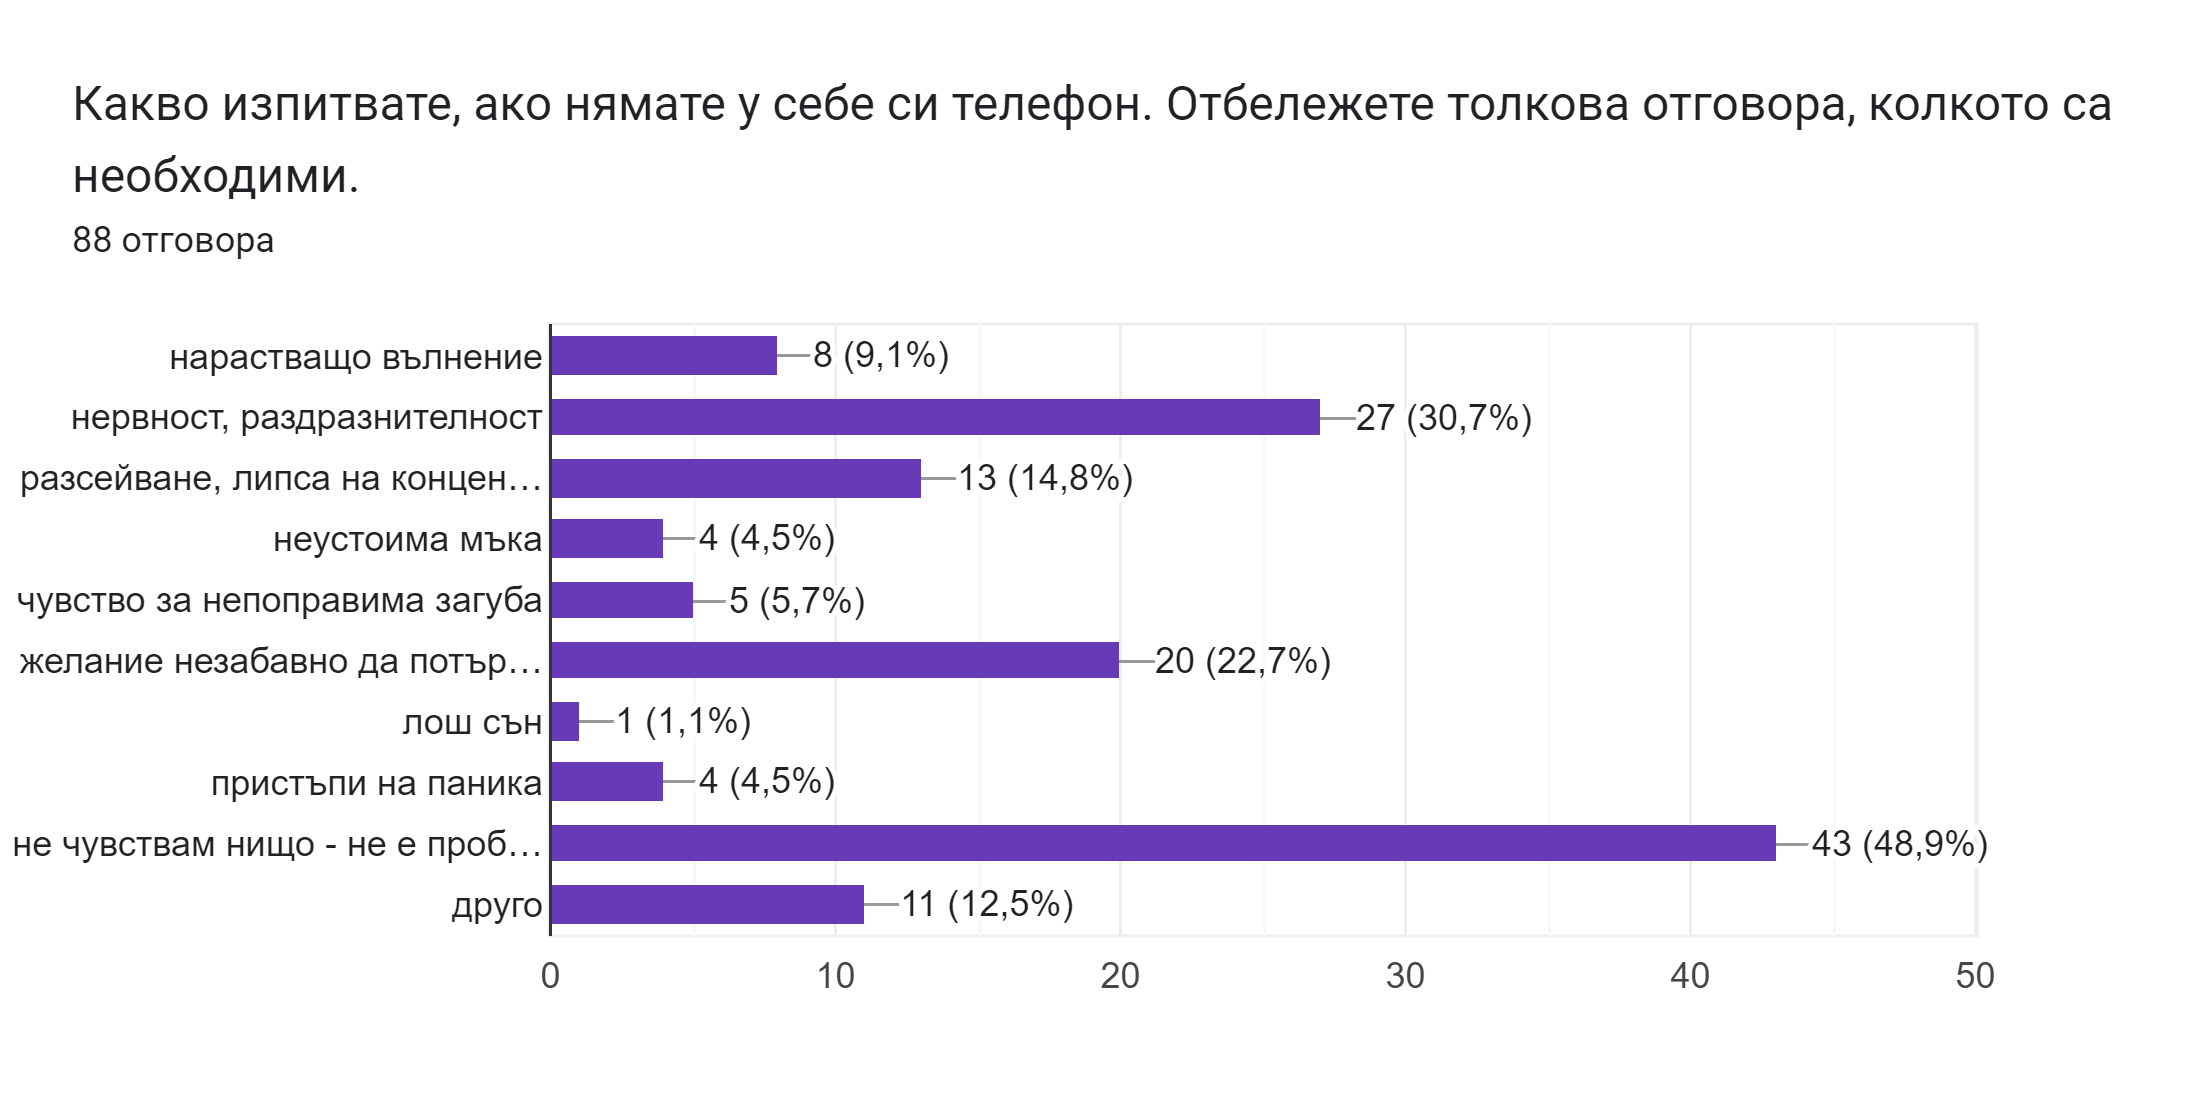 Какво изпитвате, ако нямате у себе си телефон. Отбележете толкова отговора, колкото са
необходими.
88 отговора
нарастващо вълнение 8 (9,1%)
нервност, раздразнителност 27 (30,7%)
разсейване, липса на концен… 13 (14,8%)
неустоима мъка 4 (4,5%)
чувство за непоправима загуба 5 (5,7%)
желание незабавно да потър… 20 (22,7%)
лош сън 1 (1,1%)
пристъпи на паника 4 (4,5%)
не чувствам нищо - не е проб… 43 (48,9%)
друго 11 (12,5%)
0 10 20 30 40 50